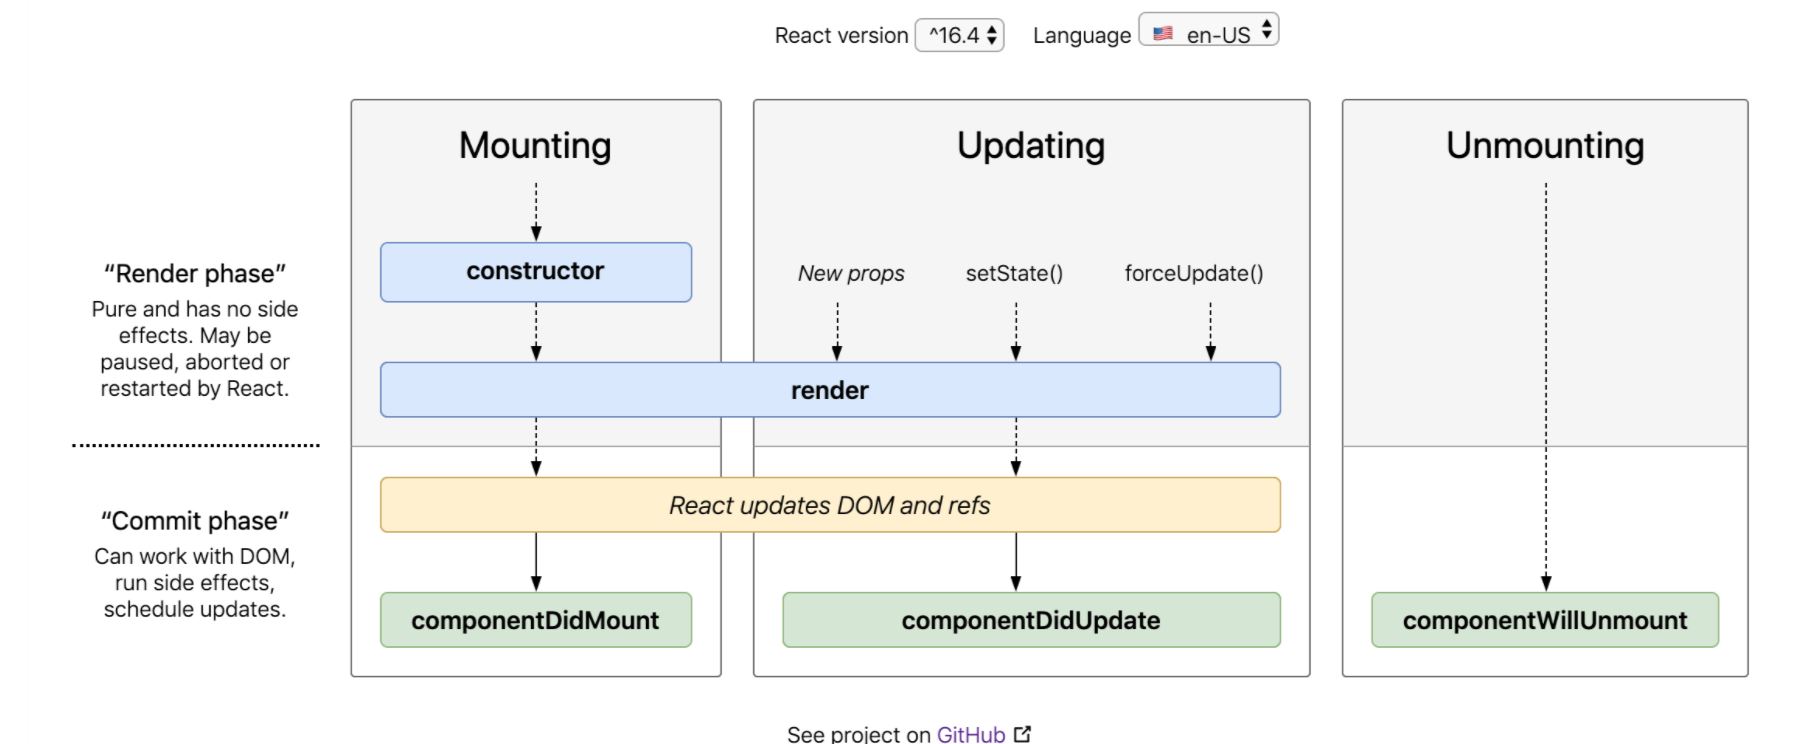 React version ^16.4 Language 🇺🇸 en-US
Mounting
Updating
Unmounting
“Render phase”
Pure and has no side
effects. May be
paused, aborted or
restarted by React.
constructor
New props
setState()
forceUpdate()
render
“Commit phase”
Can work with DOM,
run side effects,
schedule updates.
React updates DOM and refs
componentDidMount
componentDidUpdate
componentWillUnmount
See project on GitHub